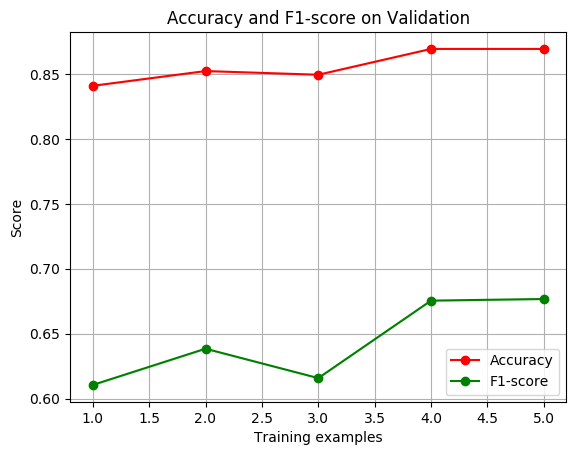 Accuracy and F1-score on Validation
Score
0.85
0.80
0.75
0.70
0.65
0.60
Accuracy
F1-score
1.0 1.5 2.0 2.5 3.0 3.5 4.0 4.5 5.0
Training examples